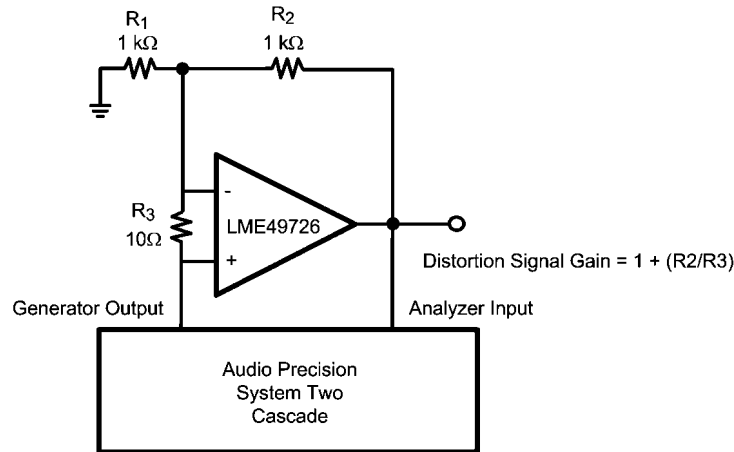 R1
1 kΩ
R2
1 kΩ
-
LME49726
R3
10Ω
+
Distortion Signal Gain = 1 + (R2/R3)
Generator Output
Analyzer Input
Audio Precision
System Two
Cascade